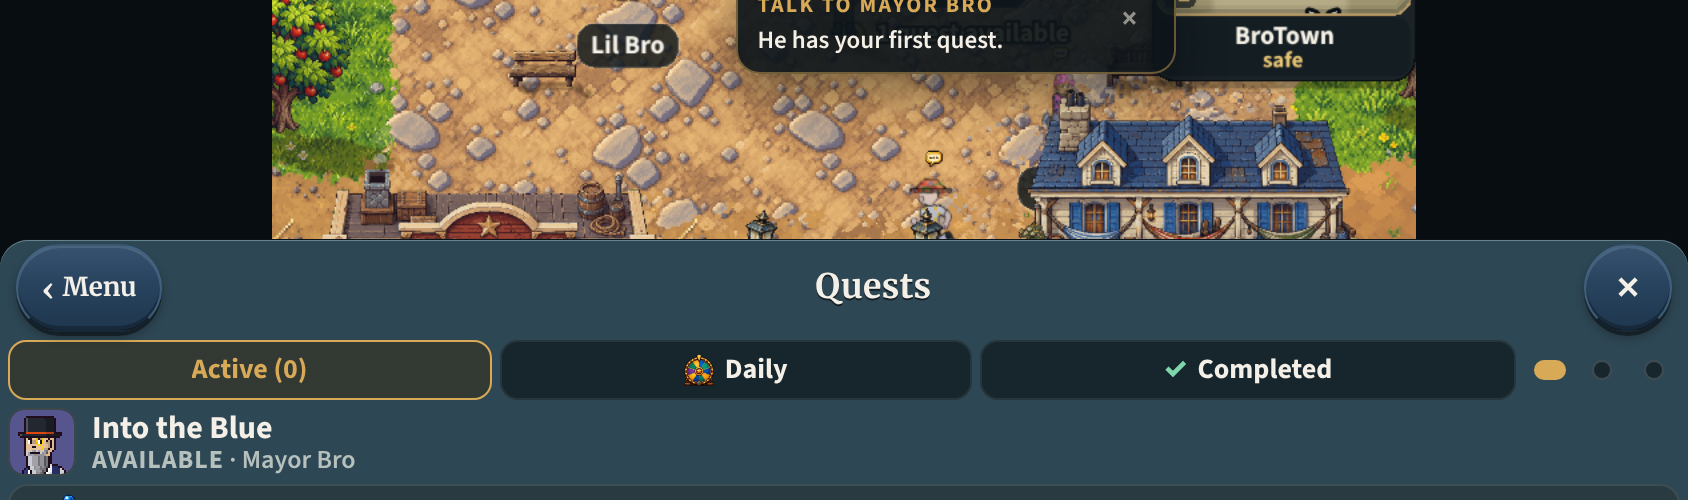 TALK TO MAYOR BRO
He has your first quest.
×
Lil Bro
BroTown
safe
‹ Menu
Quests
×
Active (0)
Daily
✓ Completed
Into the Blue
AVAILABLE · Mayor Bro